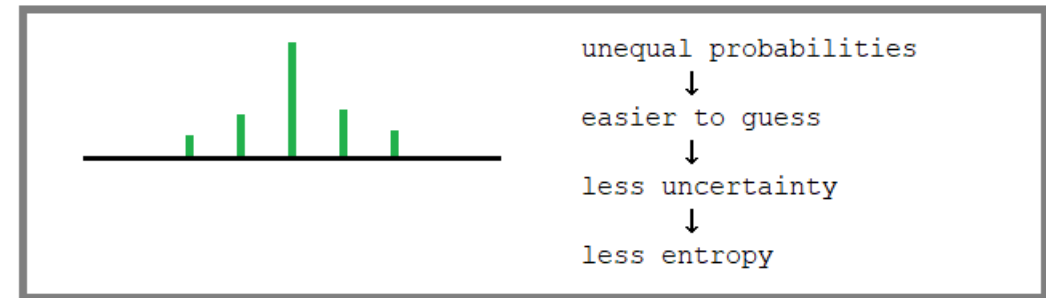 unequal probabilities
↓
easier to guess
↓
less uncertainty
↓
less entropy